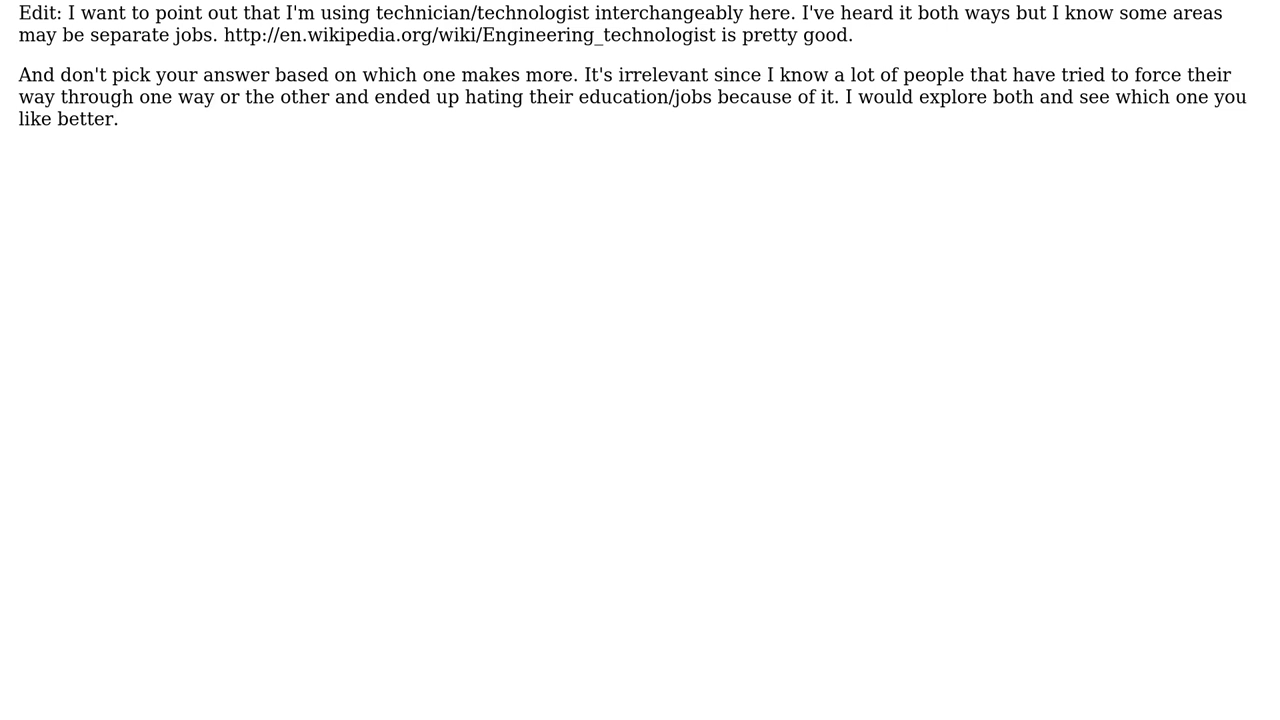 Edit: I want to point out that I'm using technician/technologist interchangeably here. I've heard it both ways but I know some areas
may be separate jobs. http://en.wikipedia.org/wiki/Engineering_technologist is pretty good.
And don't pick your answer based on which one makes more. It's irrelevant since I know a lot of people that have tried to force their
way through one way or the other and ended up hating their education/jobs because of it. I would explore both and see which one you
like better.